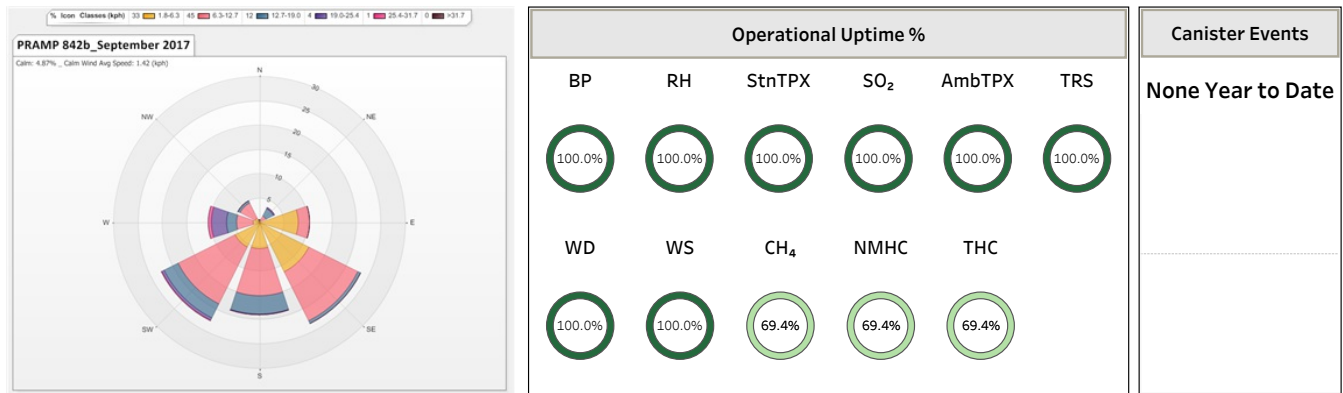 % Icon Classes (kph) 33 1.8-6.3 45 6.3-12.7 12 12.7-19.0 4 19.0-25.4 1 25.4-31.7 0 >31.7
PRAMP 842b_September 2017
Calm: 4.87% _ Calm Wind Avg Speed: 1.42 (kph)
N
NE
E
SE
S
SW
W
NW
5
10
15
20
25
30
Operational Uptime %
BP RH StnTPX SO₂ AmbTPX TRS
100.0% 100.0% 100.0% 100.0% 100.0% 100.0%
WD WS CH₄ NMHC THC
100.0% 100.0% 69.4% 69.4% 69.4%
Canister Events
None Year to Date